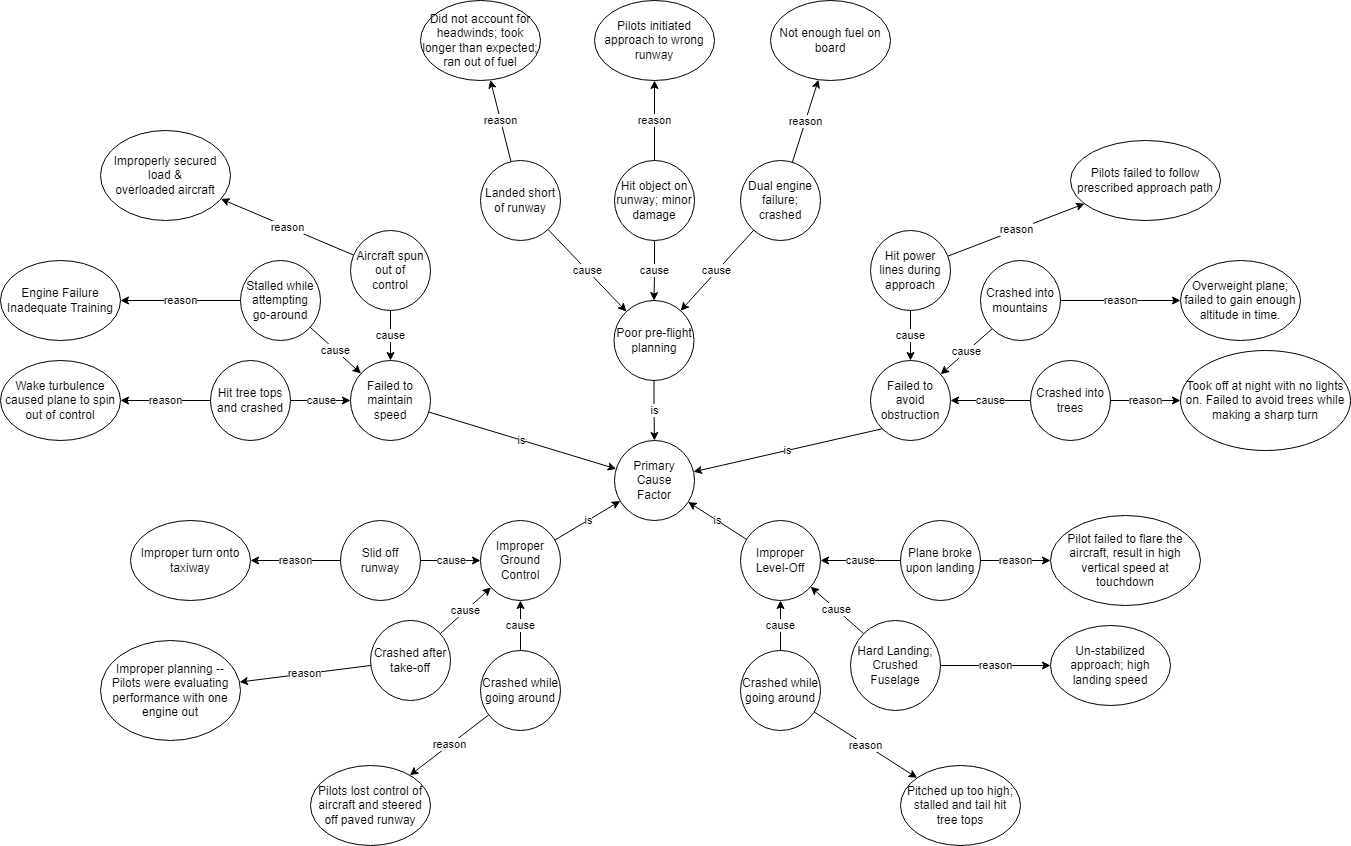 Did not account for
headwinds; took
longer than expected;
ran out of fuel
Pilots initiated
approach to wrong
runway
Not enough fuel on
board
reason
reason
reason
Improperly secured
load &
overloaded aircraft
Pilots failed to follow
prescribed approach path
Landed short
of runway
Hit object on
runway; minor
damage
Dual engine
failure;
crashed
reason
reason
Aircraft spun
out of
control
Hit power
lines during
approach
cause
cause
cause
Engine Failure
Inadequate Training
reason
Stalled while
attempting
go-around
Crashed into
mountains
reason
Overweight plane;
failed to gain enough
altitude in time.
cause
cause
Poor pre-flight
planning
cause
cause
Wake turbulence
caused plane to spin
out of control
reason
Hit tree tops
and crashed
cause
Failed to
maintain
speed
is
Failed to
avoid
obstruction
cause
Crashed into
trees
reason
Took off at night with no lights
on. Failed to avoid trees while
making a sharp turn
is
is
Primary
Cause
Factor
is
is
Improper turn onto
taxiway
reason
Slid off
runway
cause
Improper
Ground
Control
Improper
Level-Off
cause
Plane broke
upon landing
reason
Pilot failed to flare the
aircraft, result in high
vertical speed at
touchdown
cause
cause
cause
cause
Improper planning --
Pilots were evaluating
performance with one
engine out
reason
Crashed after
take-off
Crashed while
going around
Crashed while
going around
Hard Landing;
Crushed
Fuselage
reason
Un-stabilized
approach; high
landing speed
reason
reason
Pilots lost control of
aircraft and steered
off paved runway
Pitched up too high;
stalled and tail hit
tree tops